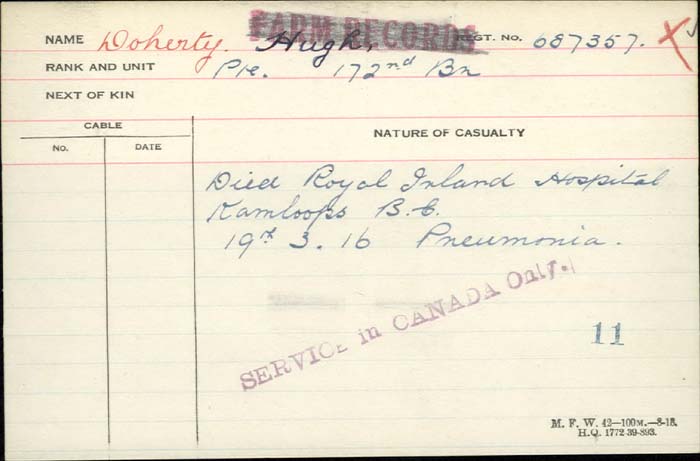 FARM RECORDS
NAME Doherty. Hugh, REGT. No. 687357. X
RANK AND UNIT Pte. 172nd Bn
NEXT OF KIN
CABLE
No. DATE NATURE OF CASUALTY
Died Royal Inland Hospital
Kamloops B.C.
19th 3. 16 Pneumonia.
SERVICE in CANADA Only.
11
M. F. W. 42—100M.—8-18.
H.Q. 1772-39-893.